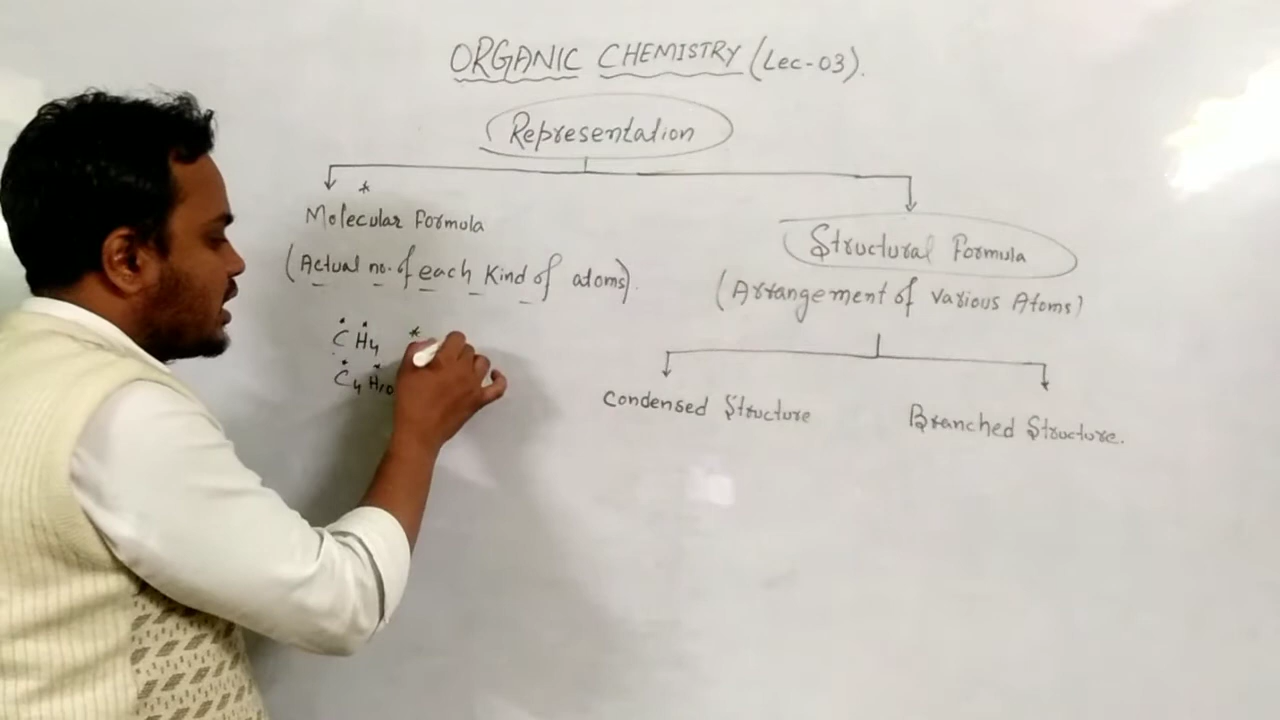 ORGANIC CHEMISTRY (Lec-03).
Representation
*
Molecular Formula
(Actual no. of each Kind of atoms).
CH4 *
C4H10
Structural Formula
(Arrangement of various Atoms)
Condensed Structure
Branched Structure.